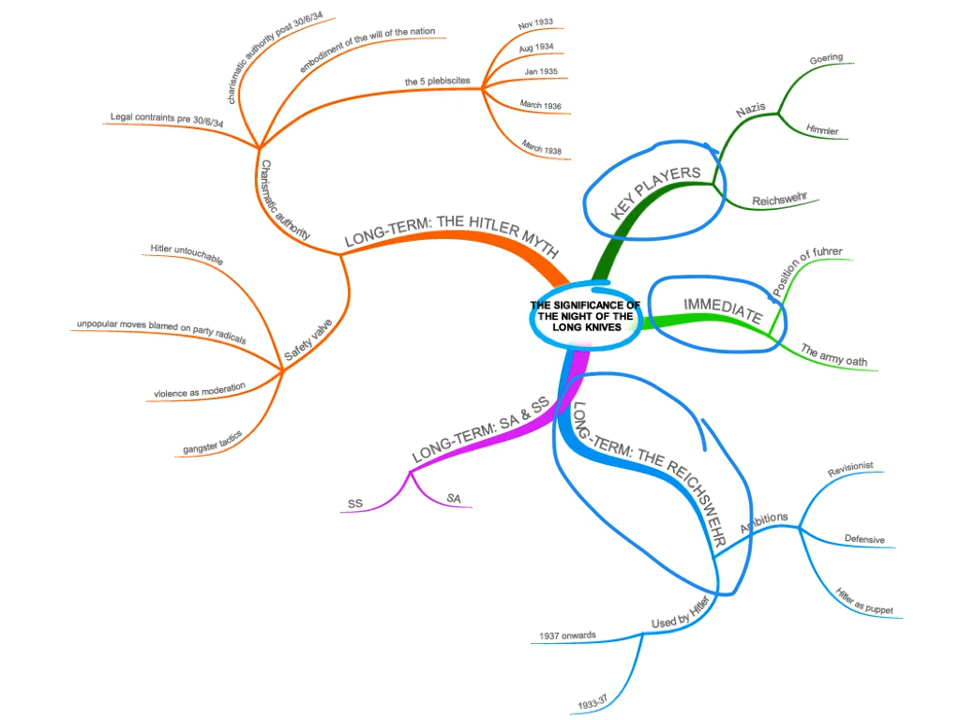 THE SIGNIFICANCE OF
THE NIGHT OF THE
LONG KNIVES
KEY PLAYERS
Nazis
Goering
Himmler
Reichswehr
IMMEDIATE
Position of fuhrer
The army oath
LONG-TERM: THE REICHSWEHR
Ambitions
Revisionist
Defensive
Hitler as puppet
Used by Hitler
1937 onwards
1933-37
LONG-TERM: SA & SS
SS
SA
LONG-TERM: THE HITLER MYTH
Charismatic authority
Legal contraints pre 30/6/34
charismatic authority post 30/6/34
embodiment of the will of the nation
the 5 plebiscites
Nov 1933
Aug 1934
Jan 1935
March 1936
March 1938
Safety valve
Hitler untouchable
unpopular moves blamed on party radicals
violence as moderation
gangster tactics